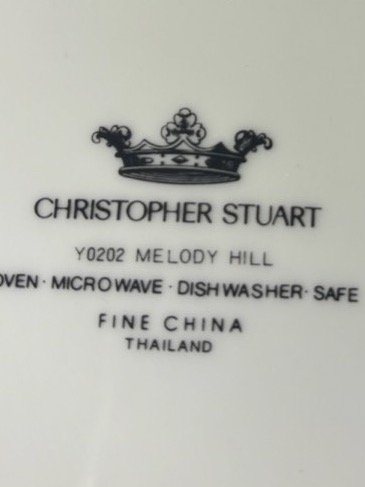 CHRISTOPHER STUART
Y0202 MELODY HILL
OVEN · MICROWAVE · DISHWASHER · SAFE
FINE CHINA
THAILAND